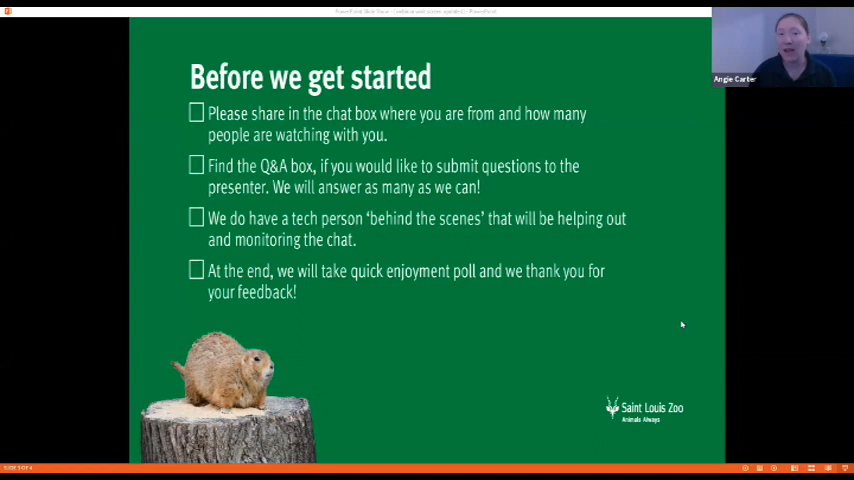 Before we get started
Please share in the chat box where you are from and how many
people are watching with you.
Find the Q&A box, if you would like to submit questions to the
presenter. We will answer as many as we can!
We do have a tech person ‘behind the scenes’ that will be helping out
and monitoring the chat.
At the end, we will take quick enjoyment poll and we thank you for
your feedback!
Angie Carter
Saint Louis Zoo
Animals Always
SLIDE 3 OF 4